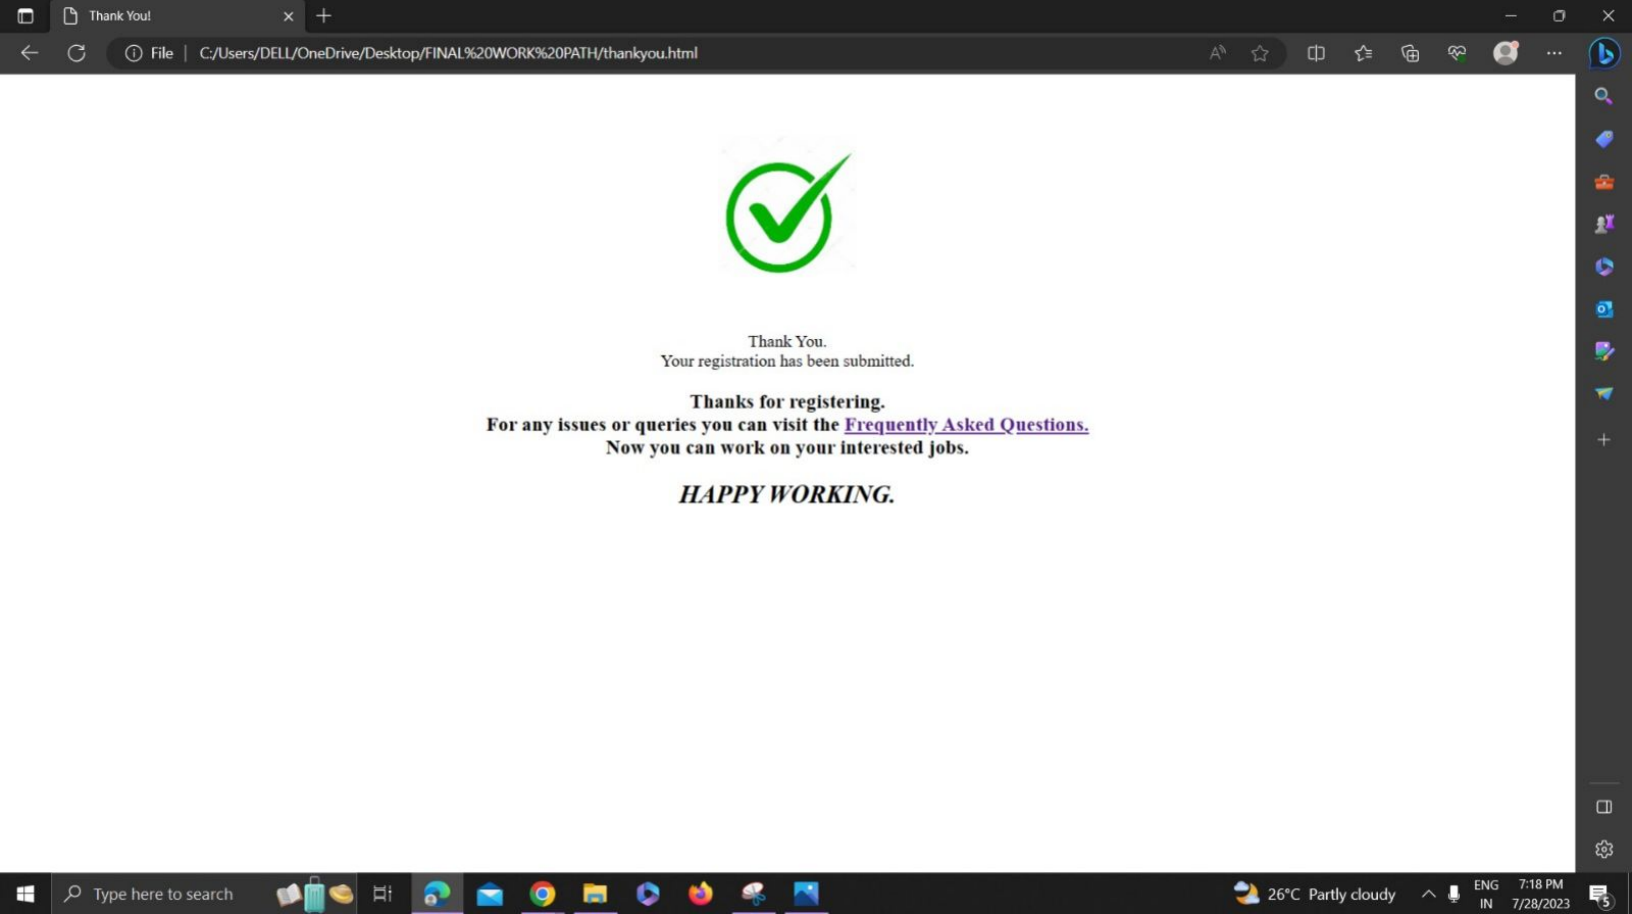 Thank You!
File
C:/Users/DELL/OneDrive/Desktop/FINAL%20WORK%20PATH/thankyou.html
Thank You.
Your registration has been submitted.
Thanks for registering.
For any issues or queries you can visit the Frequently Asked Questions.
Now you can work on your interested jobs.
HAPPY WORKING.
Type here to search
26°C Partly cloudy
ENG
IN
7:18 PM
7/28/2023
5